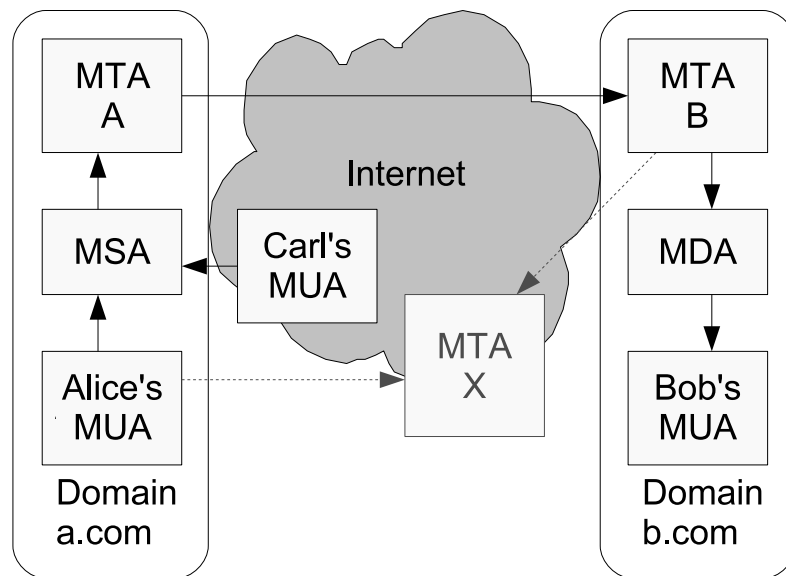 MTA
A
MTA
B
Internet
MSA
Carl's
MUA
MDA
MTA
X
Alice's
MUA
Bob's
MUA
Domain
a.com
Domain
b.com